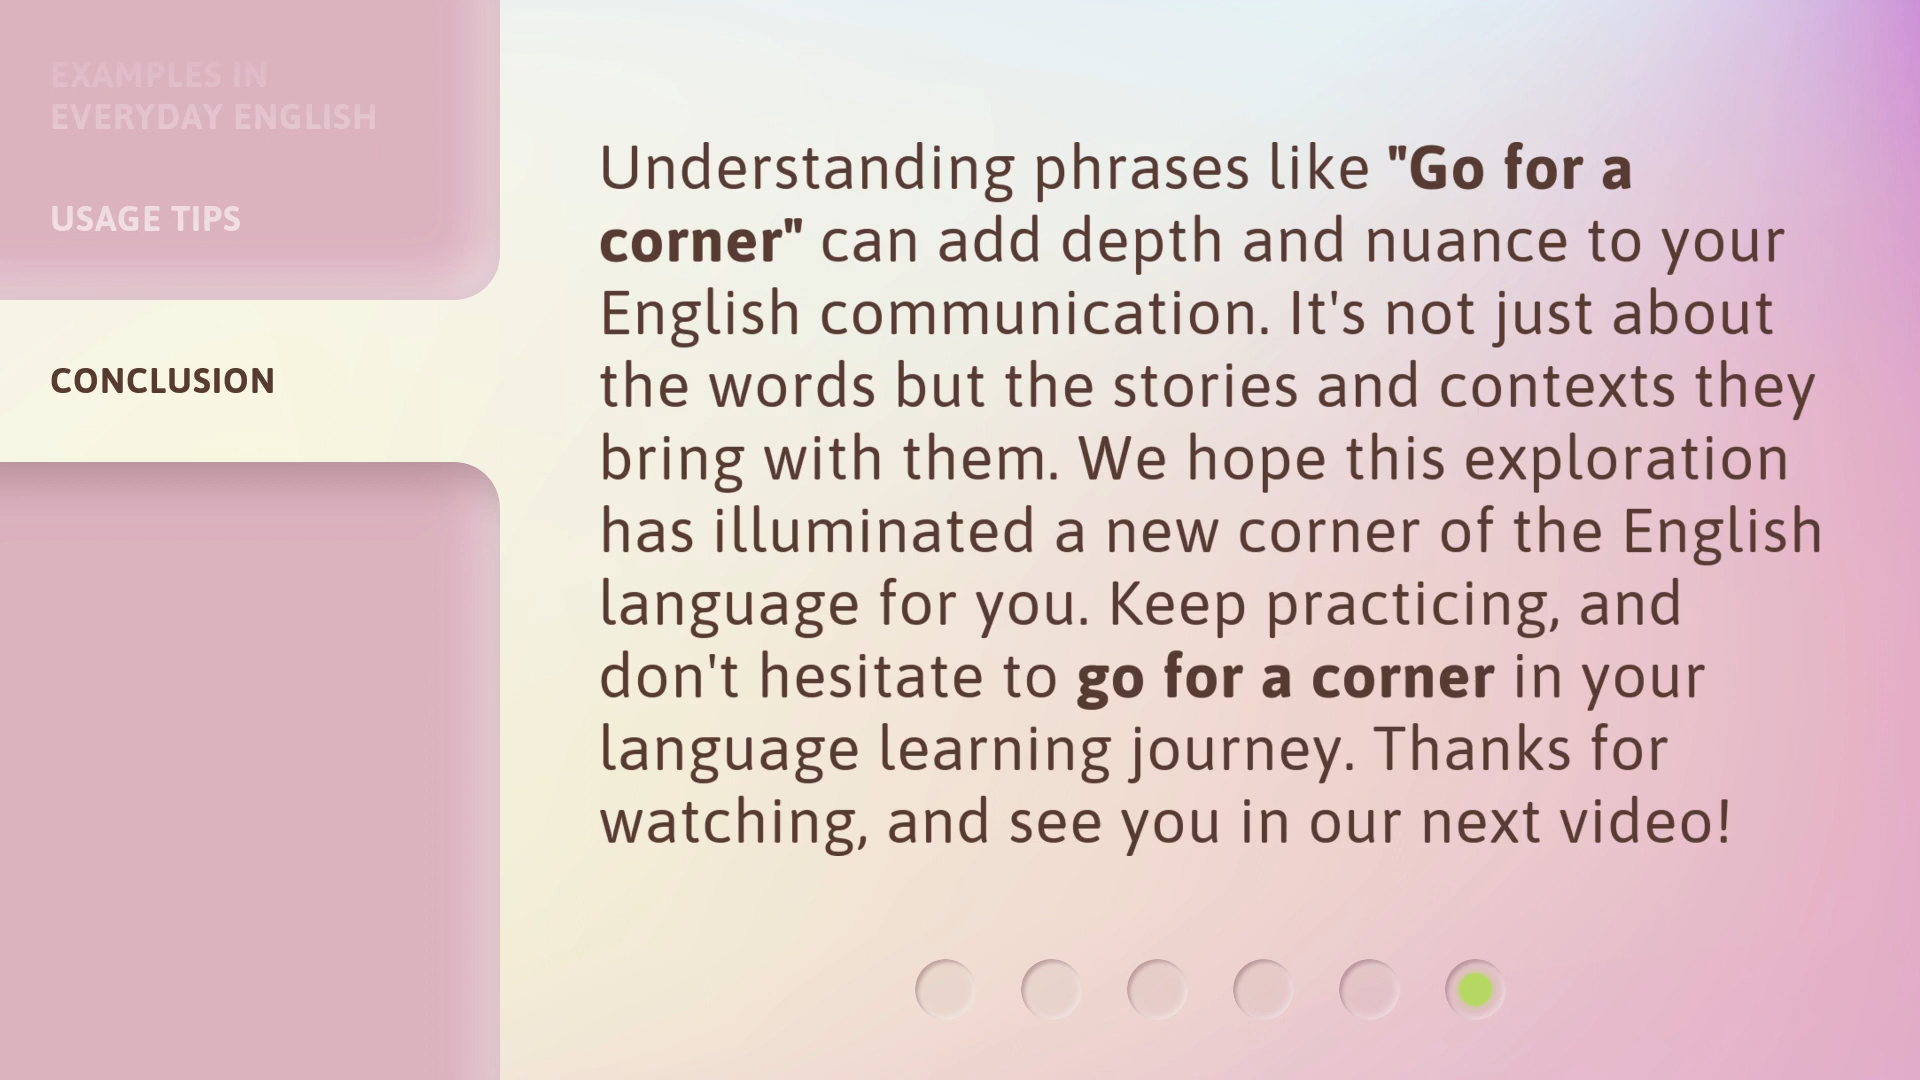 EXAMPLES IN
EVERYDAY ENGLISH
USAGE TIPS
CONCLUSION
Understanding phrases like "Go for a
corner" can add depth and nuance to your
English communication. It's not just about
the words but the stories and contexts they
bring with them. We hope this exploration
has illuminated a new corner of the English
language for you. Keep practicing, and
don't hesitate to go for a corner in your
language learning journey. Thanks for
watching, and see you in our next video!